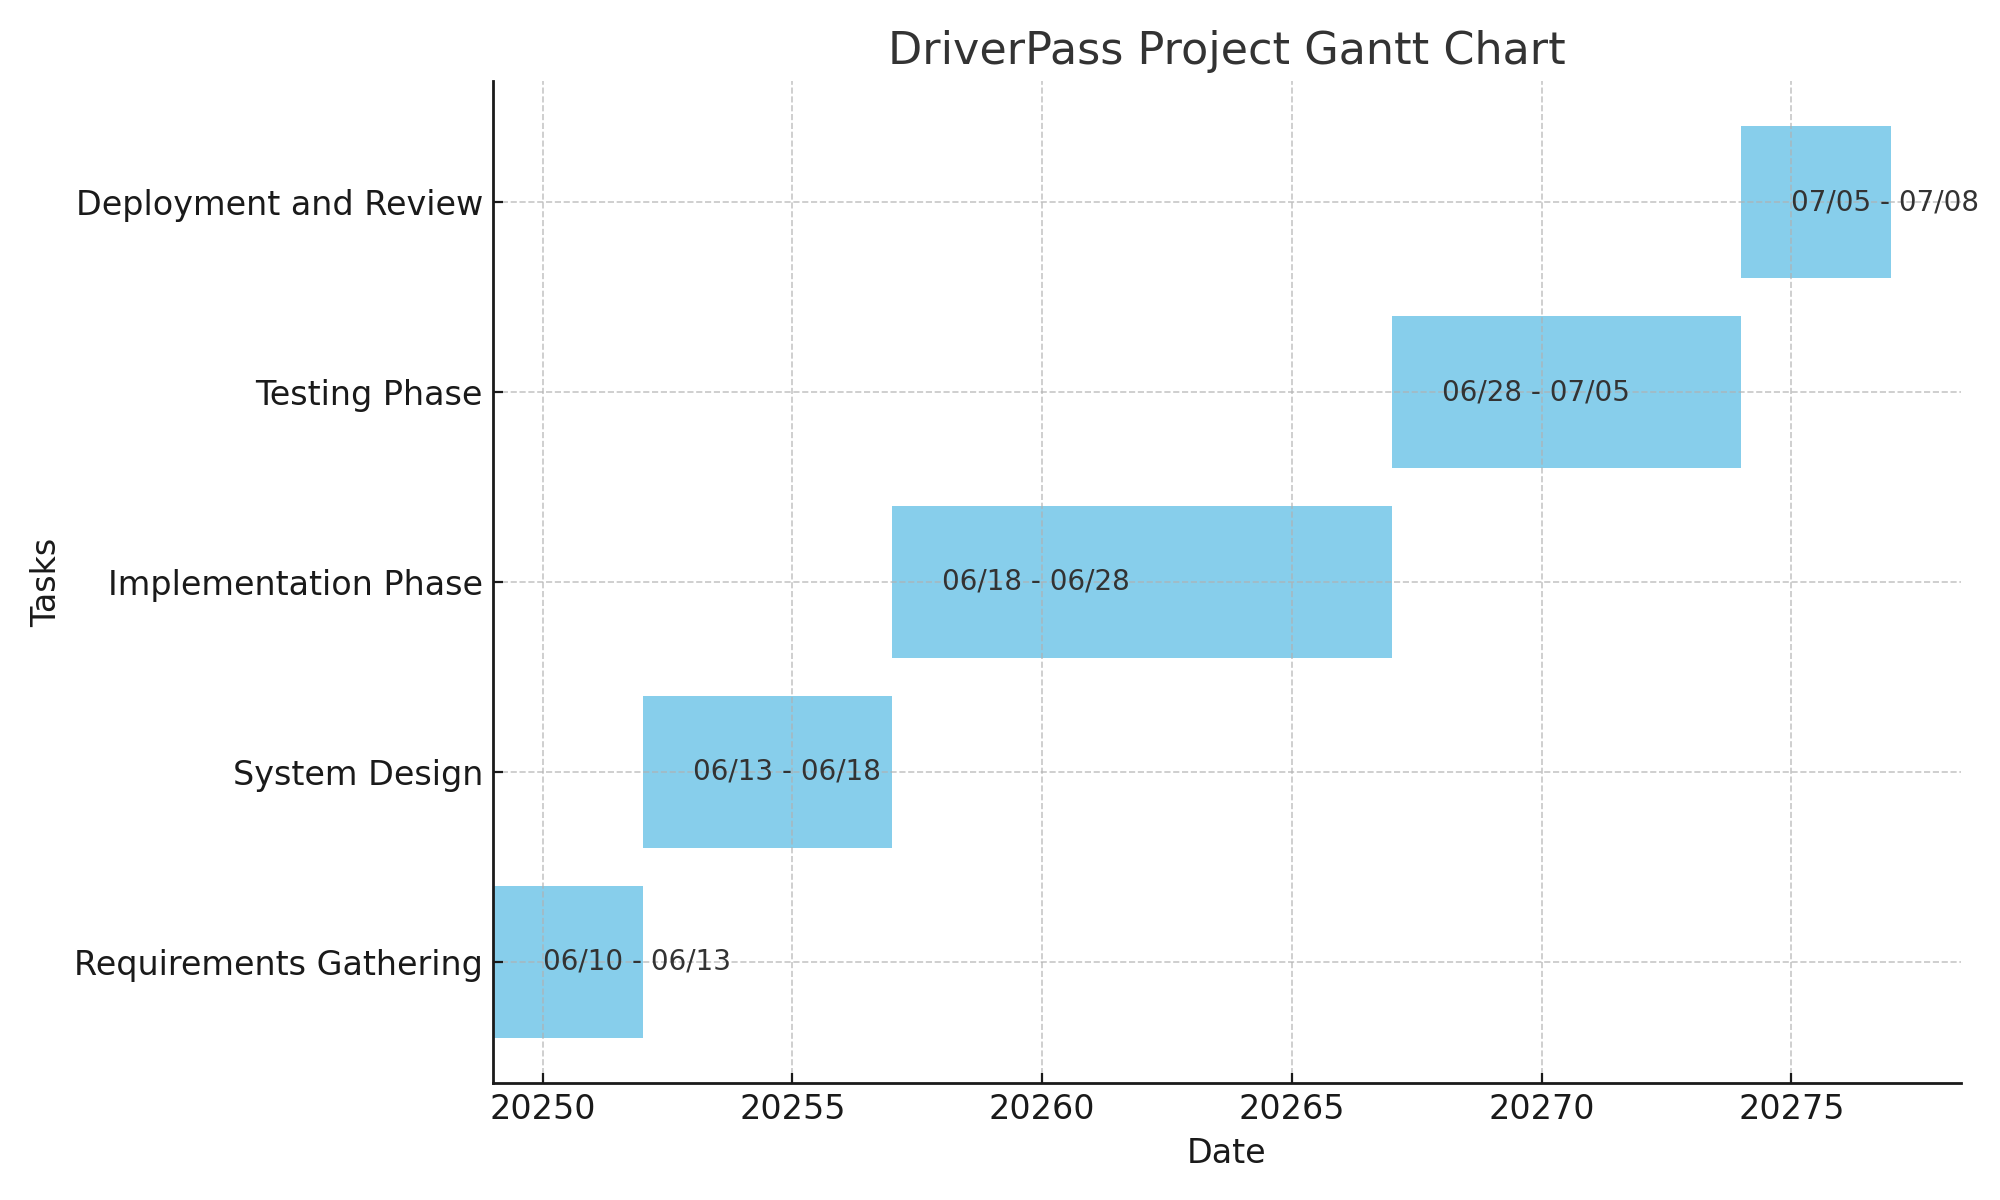 DriverPass Project Gantt Chart
Deployment and Review
07/05 - 07/08
Testing Phase
06/28 - 07/05
Implementation Phase
06/18 - 06/28
System Design
06/13 - 06/18
Requirements Gathering
06/10 - 06/13
Tasks
20250 20255 20260 20265 20270 20275
Date